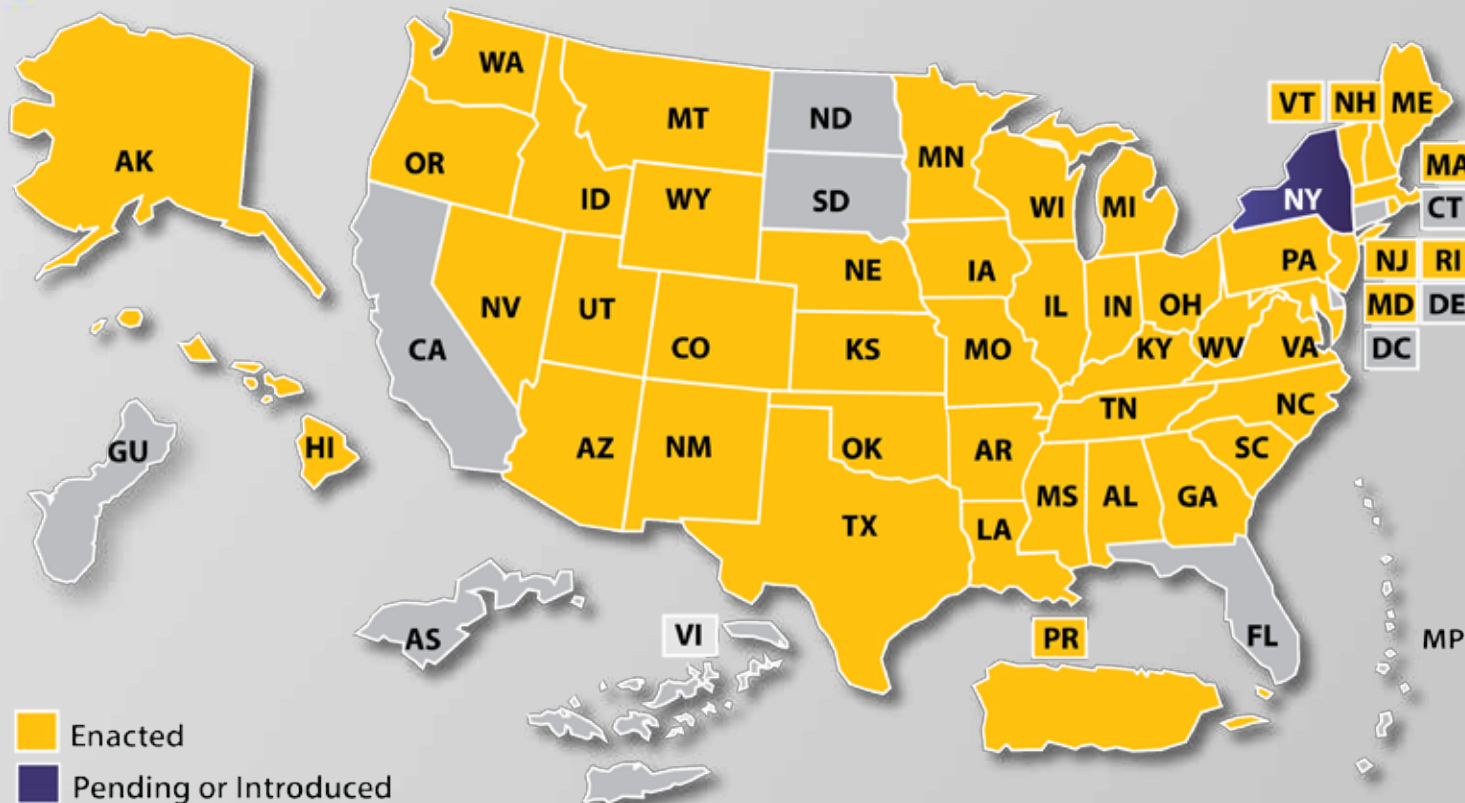 WA
MT
ND
MN
VT
NH
ME
AK
OR
ID
WY
SD
WI
MI
NY
MA
CT
NE
IA
PA
NJ
RI
NV
UT
CO
CA
KS
MO
IL
IN
OH
KY
WV
VA
MD
DE
DC
GU
HI
AZ
NM
OK
AR
TN
NC
SC
TX
LA
MS
AL
GA
AS
VI
PR
FL
MP
Enacted
Pending or Introduced